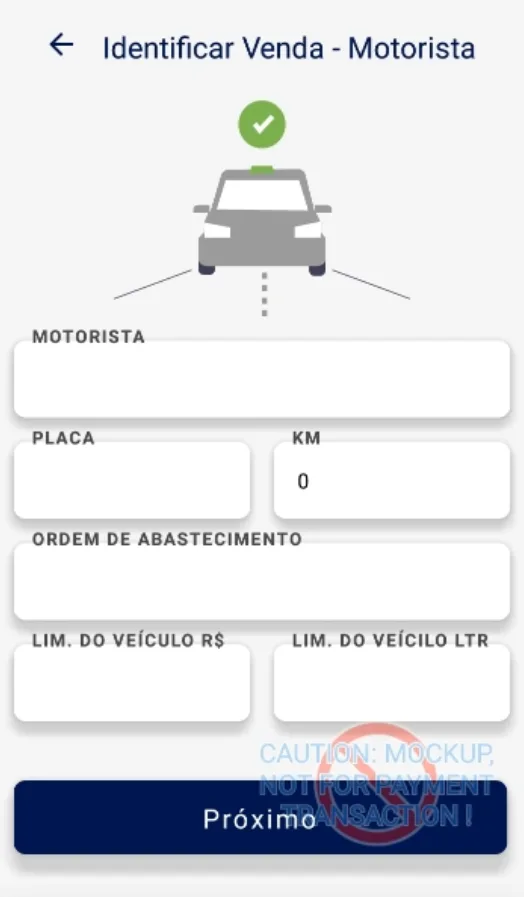 Identificar Venda - Motorista
MOTORISTA
PLACA
KM
0
ORDEM DE ABASTECIMENTO
LIM. DO VEÍCULO R$
LIM. DO VEÍCILO LTR
CAUTION: MOCKUP,
NOT FOR PAYMENT
TRANSACTION !
Próximo